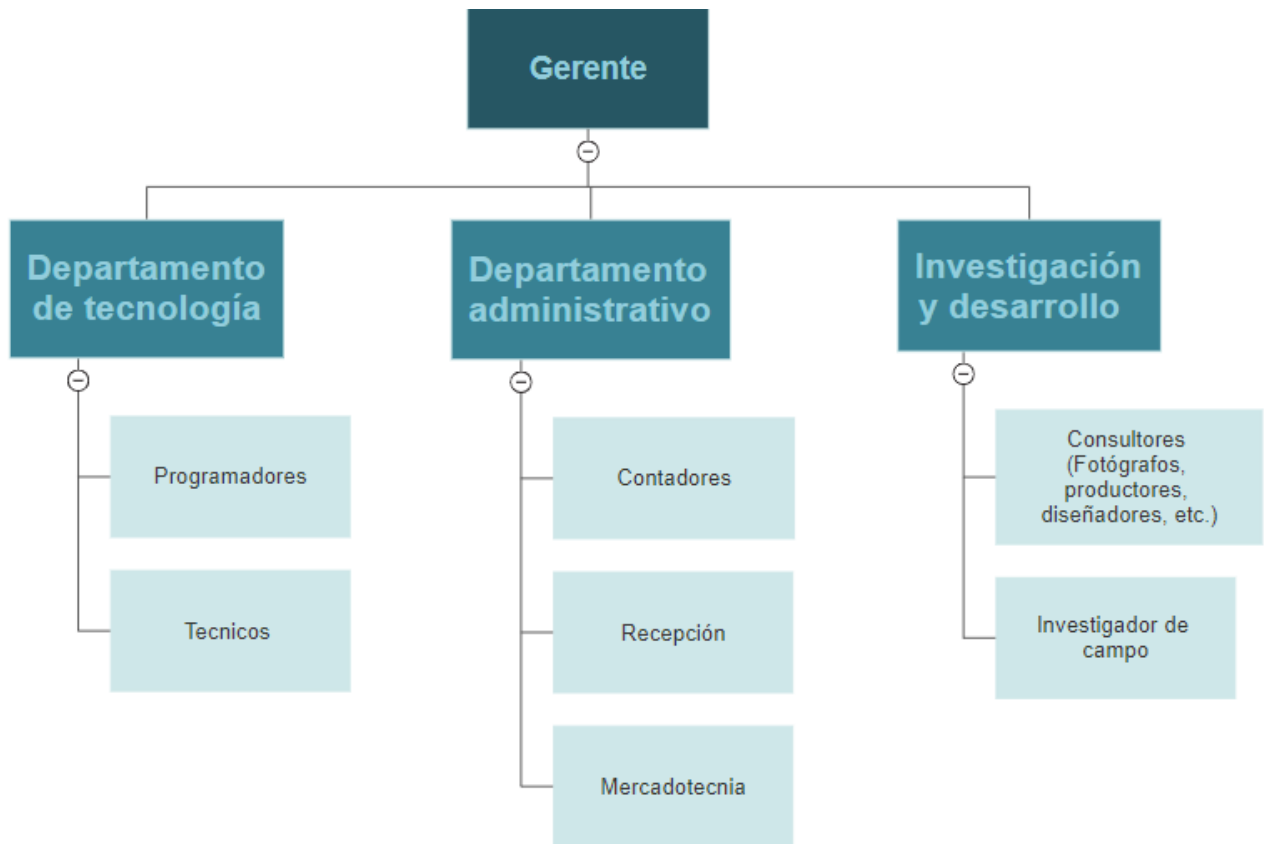 Gerente
Departamento
de tecnología
Departamento
administrativo
Investigación
y desarrollo
Programadores
Tecnicos
Contadores
Recepción
Mercadotecnia
Consultores
(Fotógrafos,
productores,
diseñadores, etc.)
Investigador de
campo